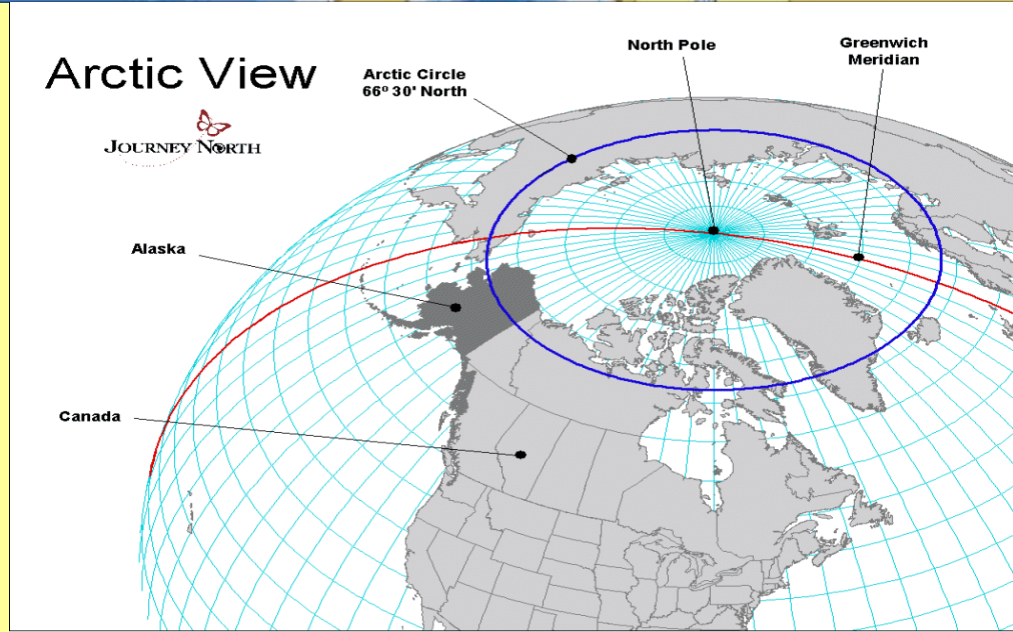 Arctic View
JOURNEY NORTH
Arctic Circle
66º 30' North
North Pole
Greenwich
Meridian
Alaska
Canada